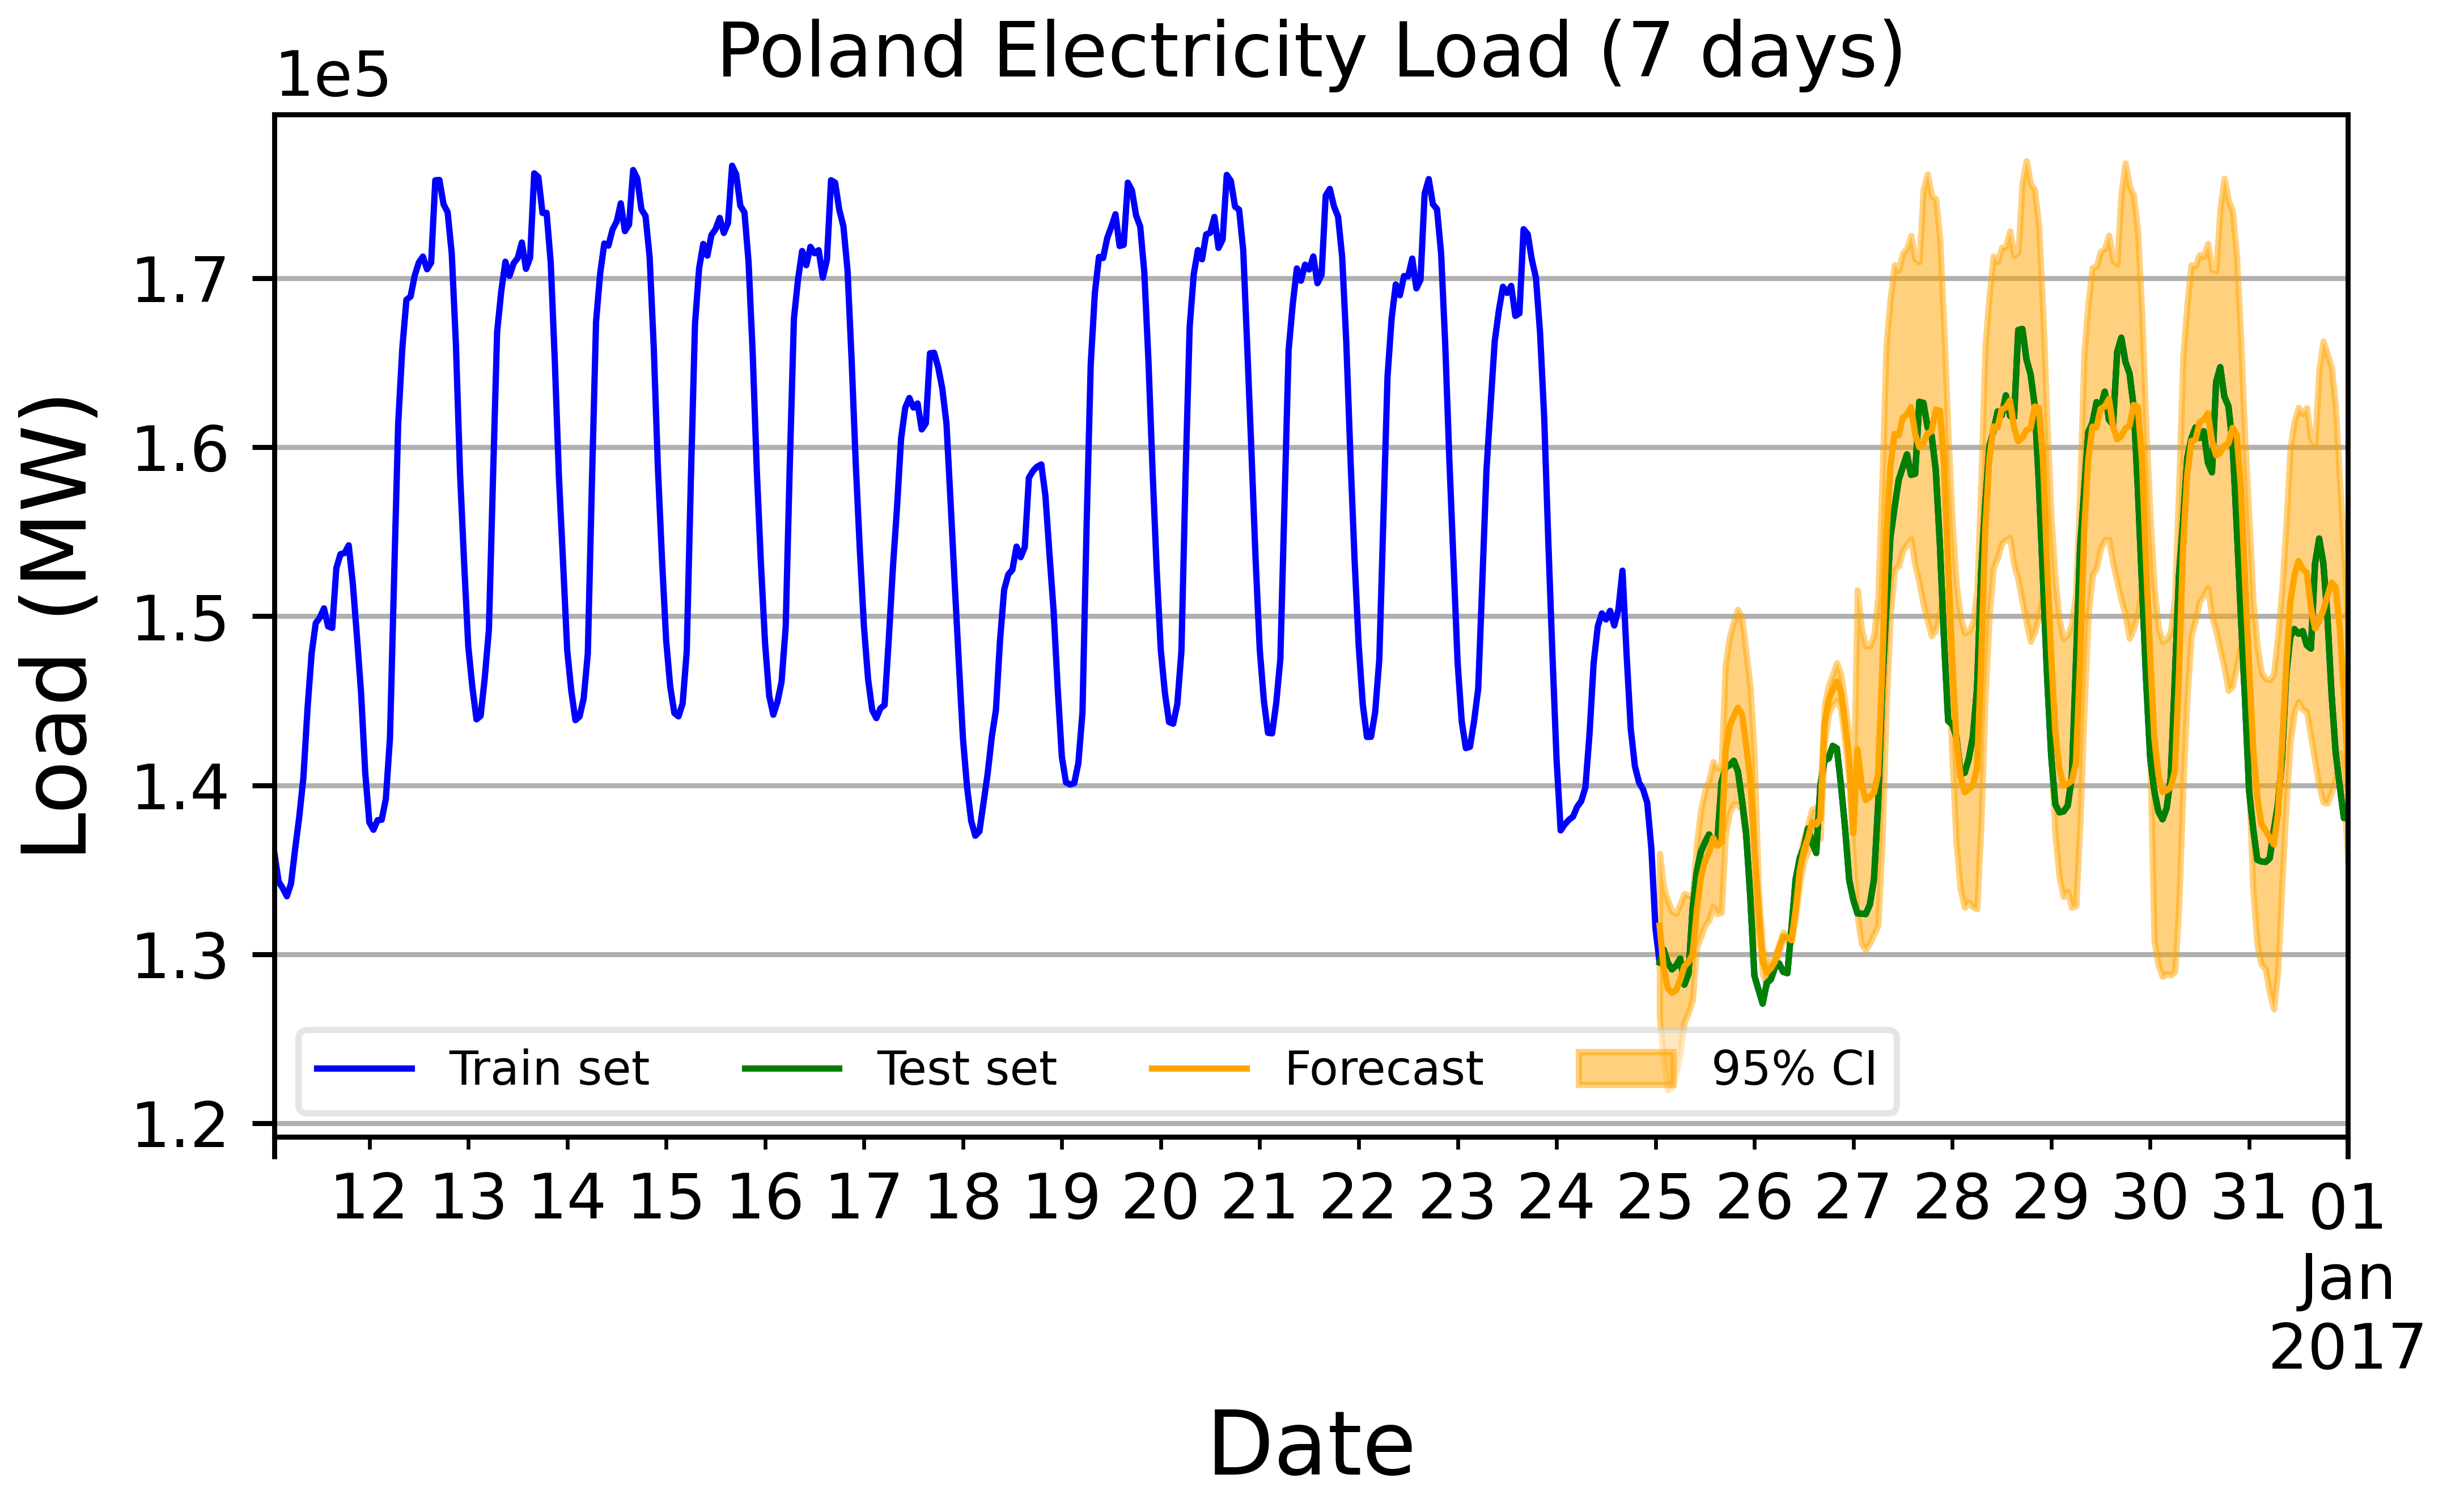 Poland Electricity Load (7 days)
1e5
Load (MW)
1.7
1.6
1.5
1.4
1.3
1.2
Train set Test set Forecast 95% CI
12 13 14 15 16 17 18 19 20 21 22 23 24 25 26 27 28 29 30 31 01
Jan
2017
Date